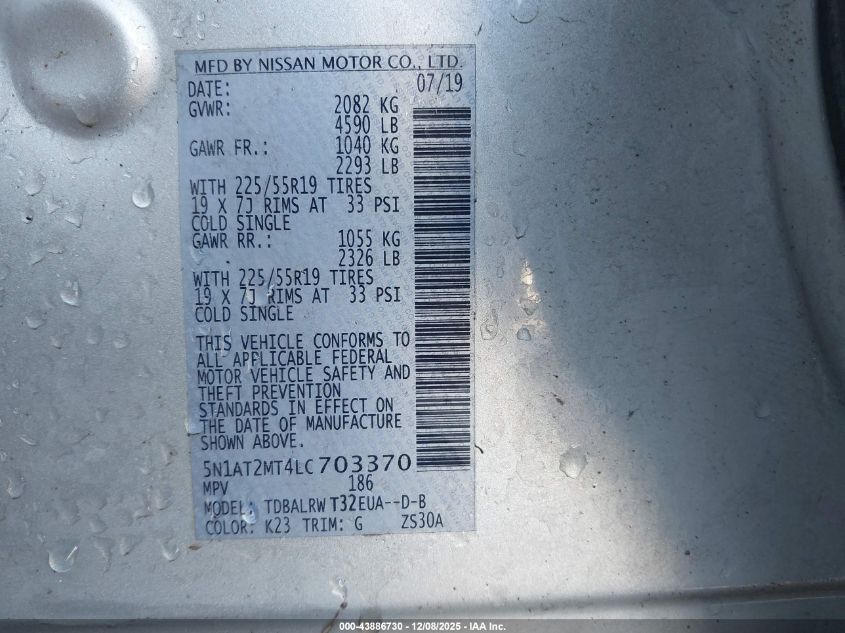 MFD BY NISSAN MOTOR CO., LTD.
DATE: 07/19
GVWR: 2082 KG
4590 LB
GAWR FR.: 1040 KG
2293 LB
WITH 225/55R19 TIRES
19 X 7J RIMS AT 33 PSI
COLD SINGLE
GAWR RR.: 1055 KG
2326 LB
WITH 225/55R19 TIRES
19 X 7J RIMS AT 33 PSI
COLD SINGLE
THIS VEHICLE CONFORMS TO
ALL APPLICABLE FEDERAL
MOTOR VEHICLE SAFETY AND
THEFT PREVENTION
STANDARDS IN EFFECT ON
THE DATE OF MANUFACTURE
SHOWN ABOVE.
5N1AT2MT4LC703370
MPV 186
MODEL: TDBALRW T32EUA--D-B
COLOR: K23 TRIM: G ZS30A
000-43886730 - 12/08/2025 - IAA Inc.